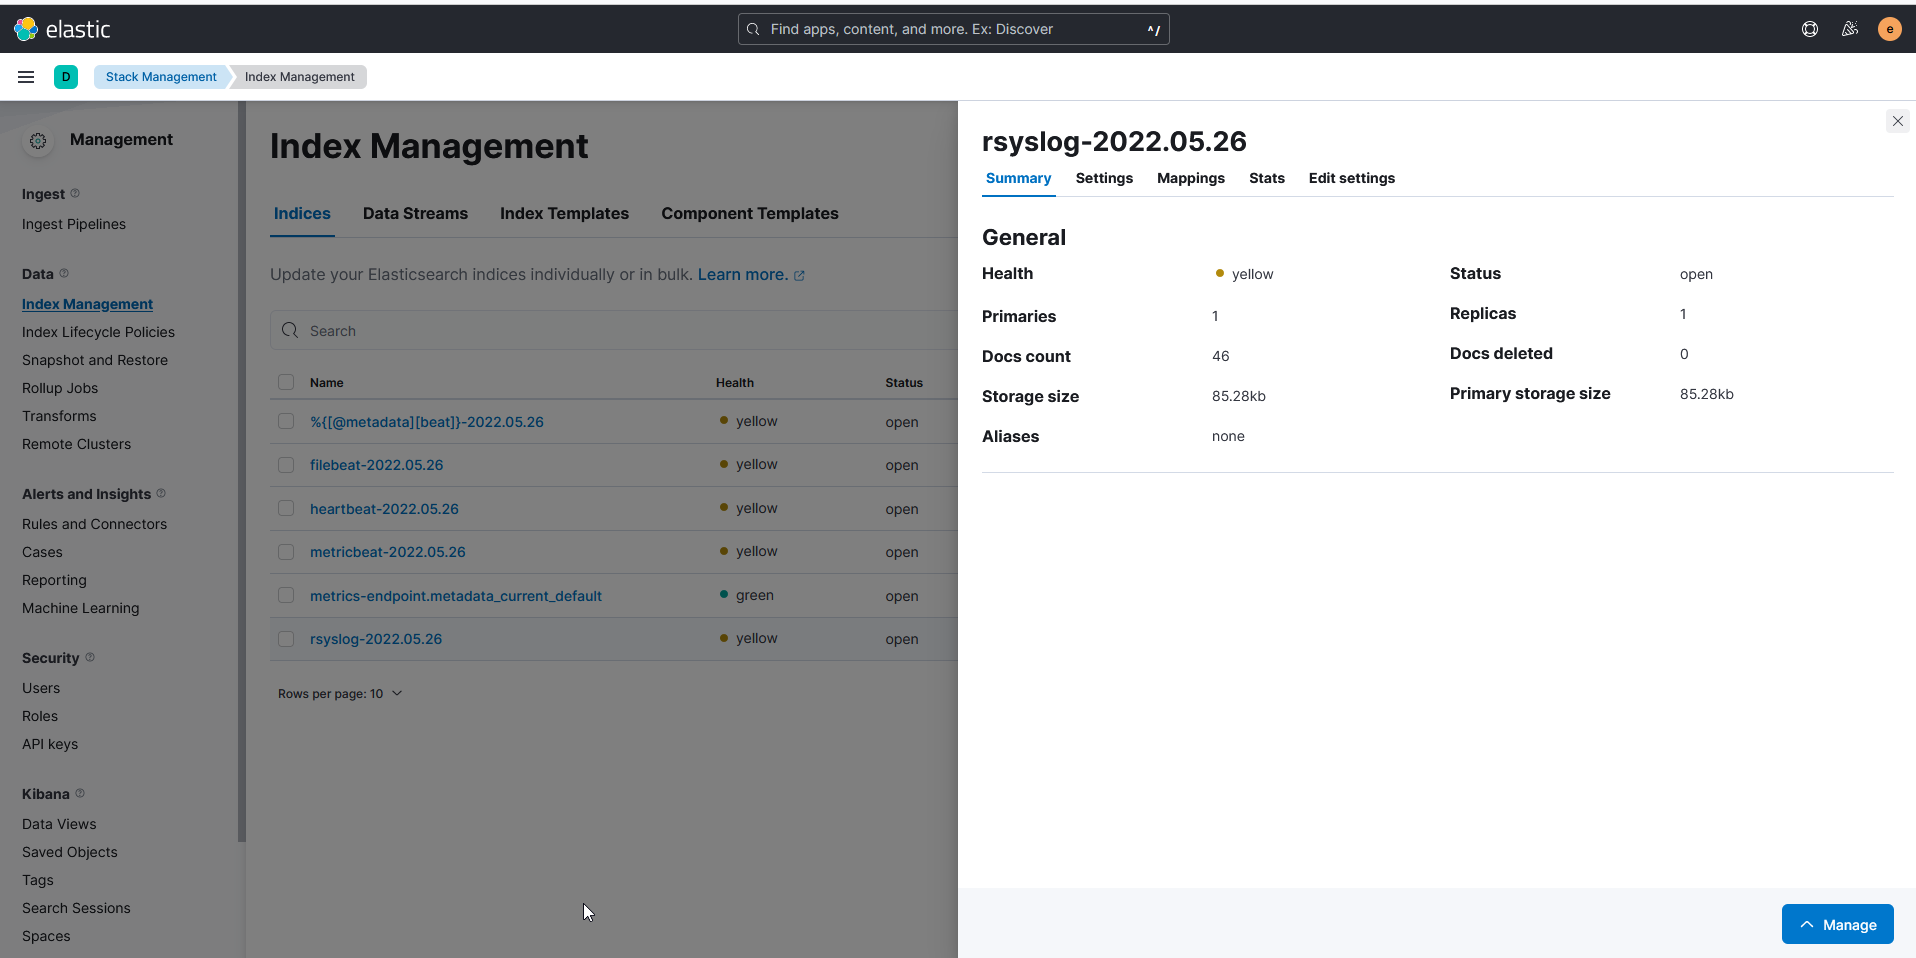 elastic
Find apps, content, and more. Ex: Discover
^/
e
D
Stack Management
Index Management
Management
Ingest
Ingest Pipelines
Data
Index Management
Index Lifecycle Policies
Snapshot and Restore
Rollup Jobs
Transforms
Remote Clusters
Alerts and Insights
Rules and Connectors
Cases
Reporting
Machine Learning
Security
Users
Roles
API keys
Kibana
Data Views
Saved Objects
Tags
Search Sessions
Spaces
Index Management
Indices Data Streams Index Templates Component Templates
Update your Elasticsearch indices individually or in bulk. Learn more.
Search
Name Health Status
%{[@metadata][beat]}-2022.05.26 yellow open
filebeat-2022.05.26 yellow open
heartbeat-2022.05.26 yellow open
metricbeat-2022.05.26 yellow open
metrics-endpoint.metadata_current_default green open
rsyslog-2022.05.26 yellow open
Rows per page: 10
rsyslog-2022.05.26
Summary Settings Mappings Stats Edit settings
General
Health yellow Status open
Primaries 1 Replicas 1
Docs count 46 Docs deleted 0
Storage size 85.28kb Primary storage size 85.28kb
Aliases none
Manage